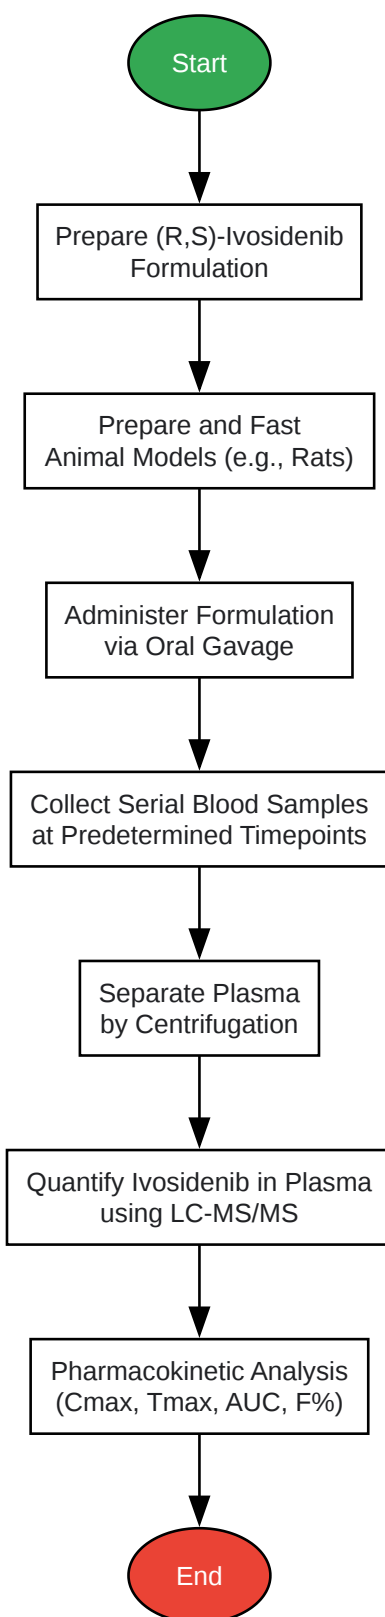 Start
Prepare (R,S)-Ivosidenib
Formulation
Prepare and Fast
Animal Models (e.g., Rats)
Administer Formulation
via Oral Gavage
Collect Serial Blood Samples
at Predetermined Timepoints
Separate Plasma
by Centrifugation
Quantify Ivosidenib in Plasma
using LC-MS/MS
Pharmacokinetic Analysis
(Cmax, Tmax, AUC, F%)
End